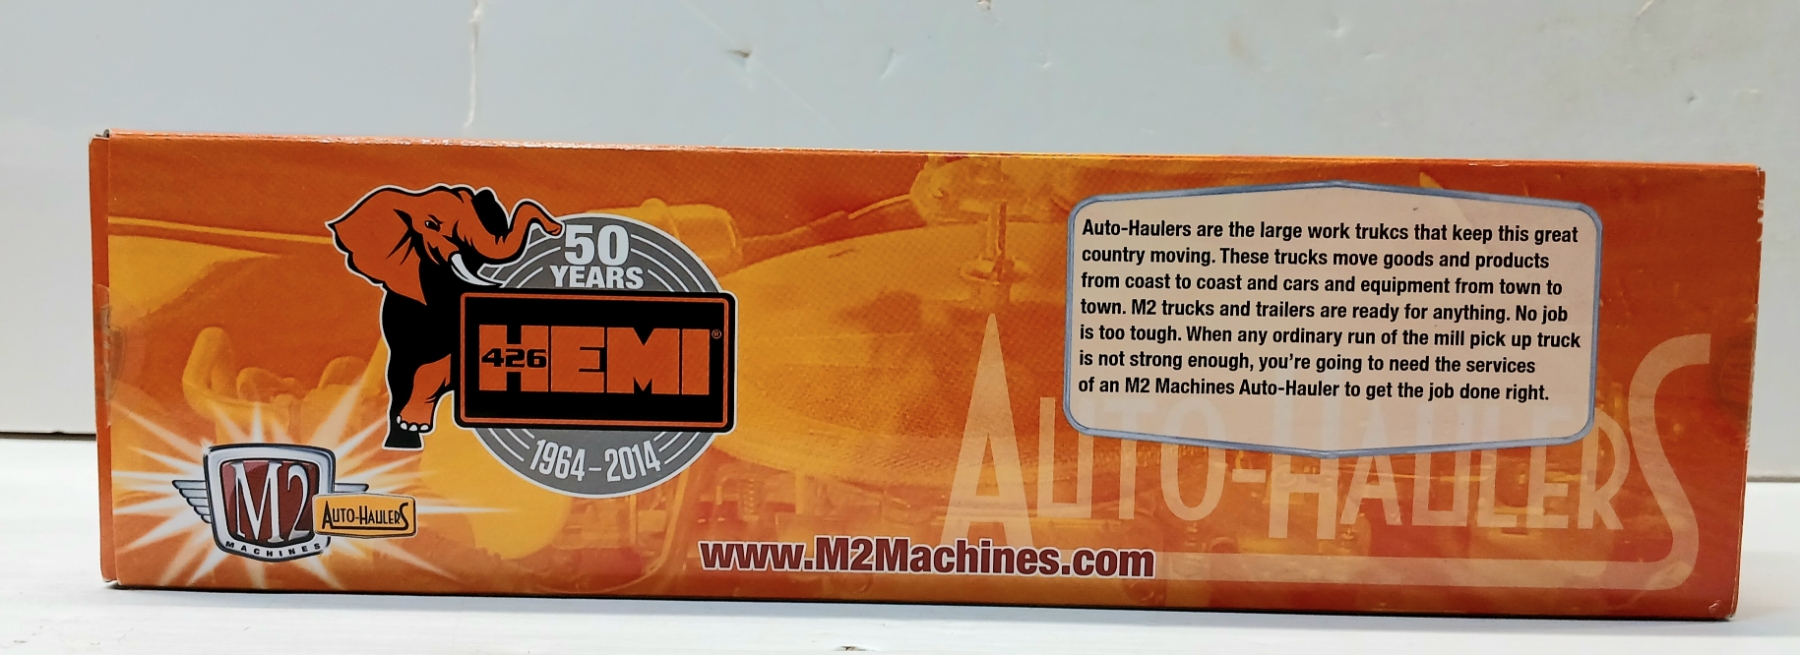 50
YEARS
426 HEMI®
1964-2014
M2
MACHINES
AUTO-HAULERS
Auto-Haulers are the large work trukcs that keep this great
country moving. These trucks move goods and products
from coast to coast and cars and equipment from town to
town. M2 trucks and trailers are ready for anything. No job
is too tough. When any ordinary run of the mill pick up truck
is not strong enough, you're going to need the services
of an M2 Machines Auto-Hauler to get the job done right.
AUTO-HAULERS
www.M2Machines.com